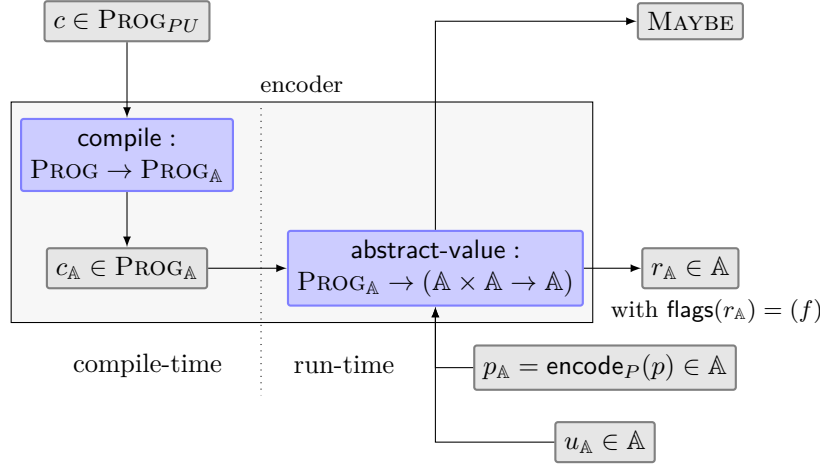 c ∈ PROG_PU
MAYBE
encoder
compile :
PROG → PROG_𝔸
c_𝔸 ∈ PROG_𝔸
abstract-value :
PROG_𝔸 → (𝔸 × 𝔸 → 𝔸)
r_𝔸 ∈ 𝔸
with flags(r_𝔸) = (f)
compile-time
run-time
p_𝔸 = encode_P(p) ∈ 𝔸
u_𝔸 ∈ 𝔸